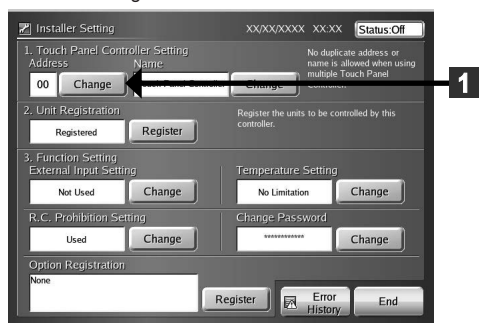 Installer Setting XX/XX/XXXX XX:XX Status:Off
1. Touch Panel Controller Setting
Address Name
No duplicate address or
name is allowed when using
multiple Touch Panel
Controller.
00 Change Touch Panel Controller Change
1
2. Unit Registration
Register the units to be controlled by this
controller.
Registered Register
3. Function Setting
External Input Setting Temperature Setting
Not Used Change No Limitation Change
R.C. Prohibition Setting Change Password
Used Change ************ Change
Option Registration
None
Register Error
History End